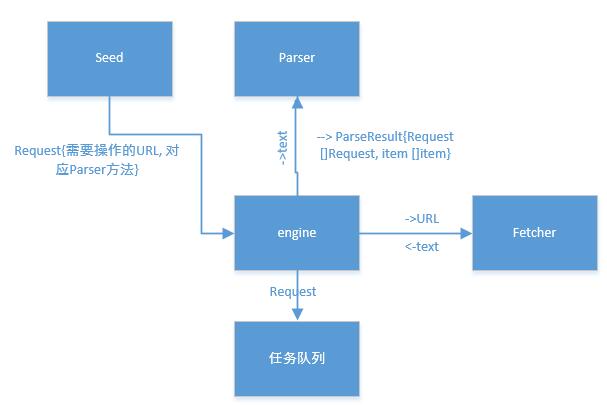 Seed
Parser
Request{需要操作的URL, 对
应Parser方法}
->text
--> ParseResult{Request
[]Request, item []item}
engine
->URL
<-text
Fetcher
Request
任务队列